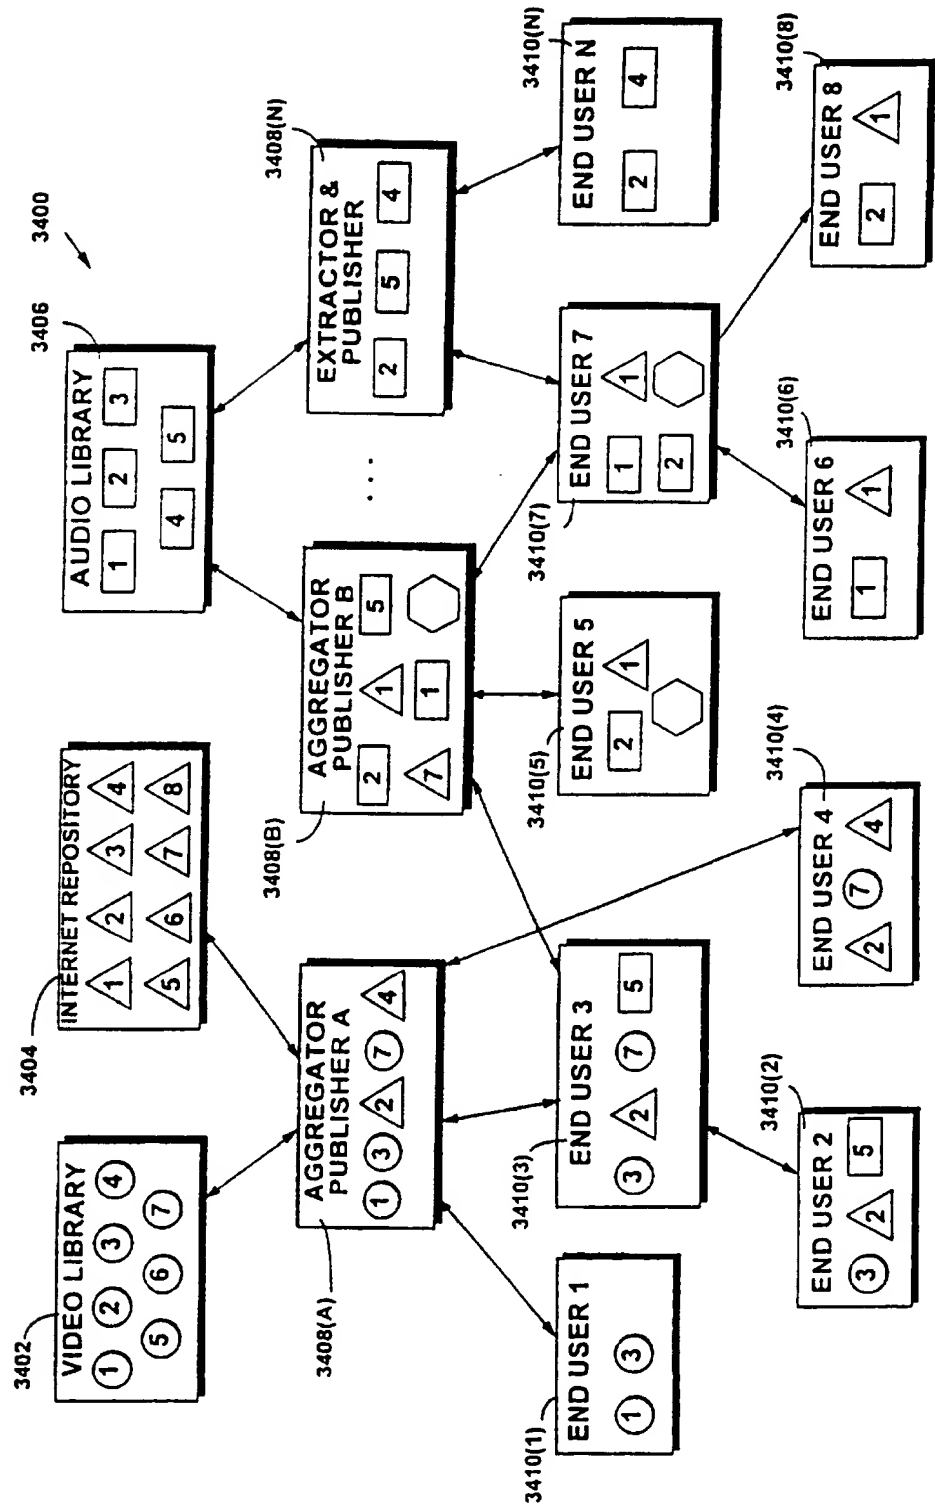 3400
3402
VIDEO LIBRARY
1 2 3 4
5 6 7
3404
INTERNET REPOSITORY
1 2 3 4
5 6 7 8
3406
AUDIO LIBRARY
1 2 3
4 5
3408(A)
AGGREGATOR
PUBLISHER A
1 3 2 7 4
3408(B)
AGGREGATOR
PUBLISHER B
2 1 5
7 1
...
3408(N)
EXTRACTOR &
PUBLISHER
2 5 4
3410(1)
END USER 1
1 3
3410(3)
END USER 3
3 2 7 5
3410(5)
END USER 5
2 1
3410(7)
END USER 7
1 1
2
3410(N)
END USER N
2 4
3410(2)
END USER 2
3 2 5
3410(4)
END USER 4
2 7 4
3410(6)
END USER 6
1 1
3410(8)
END USER 8
2 1